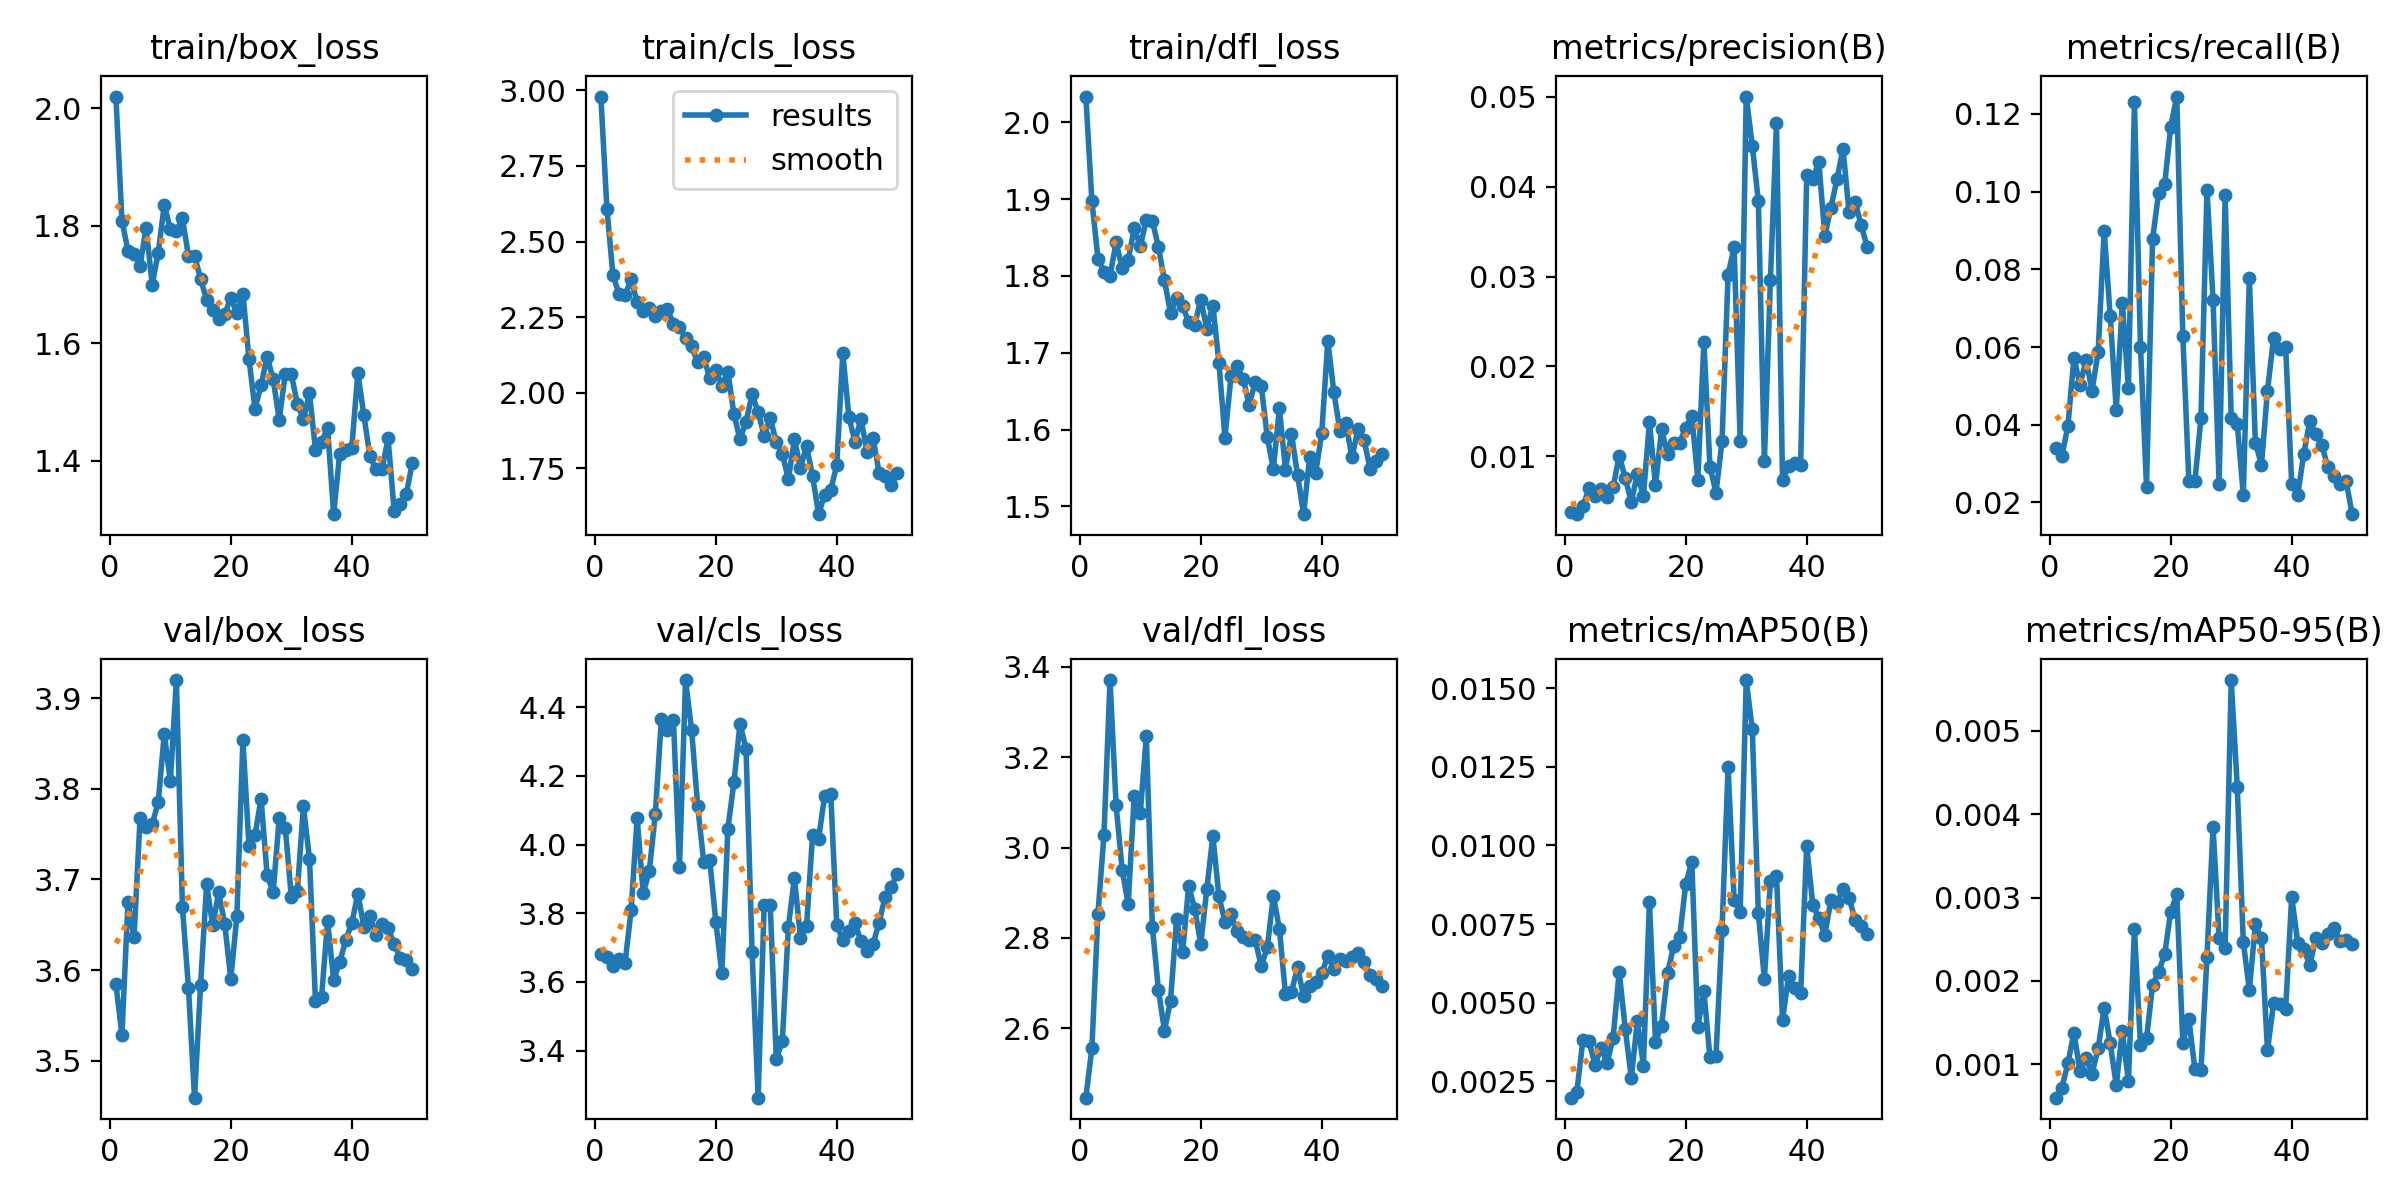 train/box_loss
train/cls_loss
train/dfl_loss
metrics/precision(B)
metrics/recall(B)
2.0
1.8
1.6
1.4
0 20 40
3.00
2.75
2.50
2.25
2.00
1.75
results
smooth
0 20 40
2.0
1.9
1.8
1.7
1.6
1.5
0 20 40
0.05
0.04
0.03
0.02
0.01
0 20 40
0.12
0.10
0.08
0.06
0.04
0.02
0 20 40
val/box_loss
val/cls_loss
val/dfl_loss
metrics/mAP50(B)
metrics/mAP50-95(B)
3.9
3.8
3.7
3.6
3.5
0 20 40
4.4
4.2
4.0
3.8
3.6
3.4
0 20 40
3.4
3.2
3.0
2.8
2.6
0 20 40
0.0150
0.0125
0.0100
0.0075
0.0050
0.0025
0 20 40
0.005
0.004
0.003
0.002
0.001
0 20 40